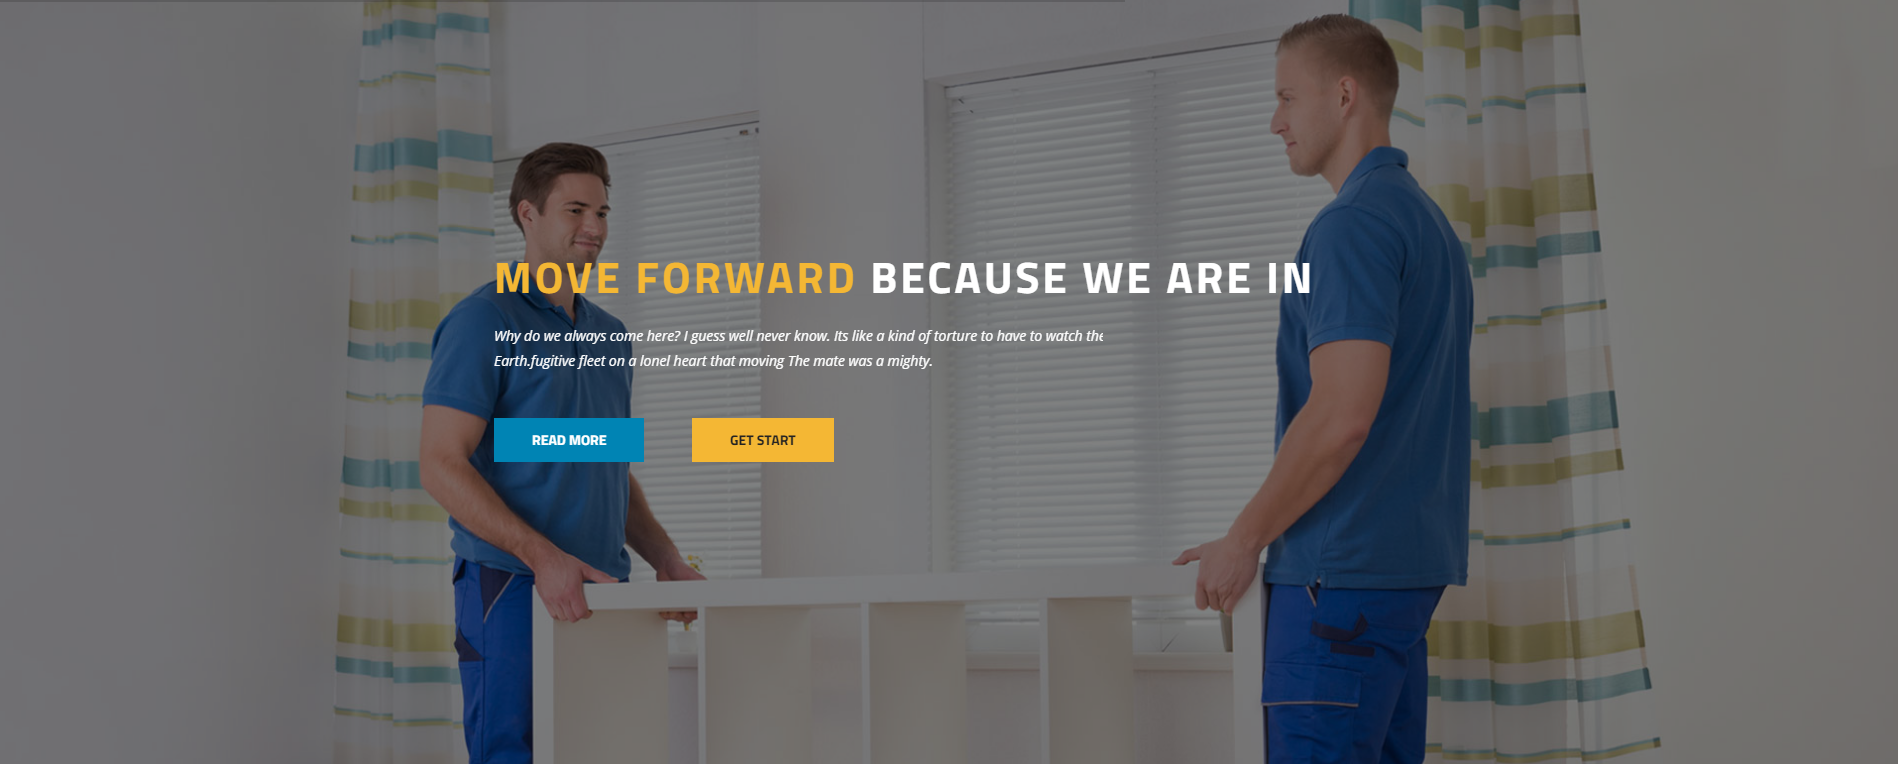 MOVE FORWARD BECAUSE WE ARE IN
Why do we always come here? I guess well never know. Its like a kind of torture to have to watch the
Earth.fugitive fleet on a lonel heart that moving The mate was a mighty.
READ MORE
GET START